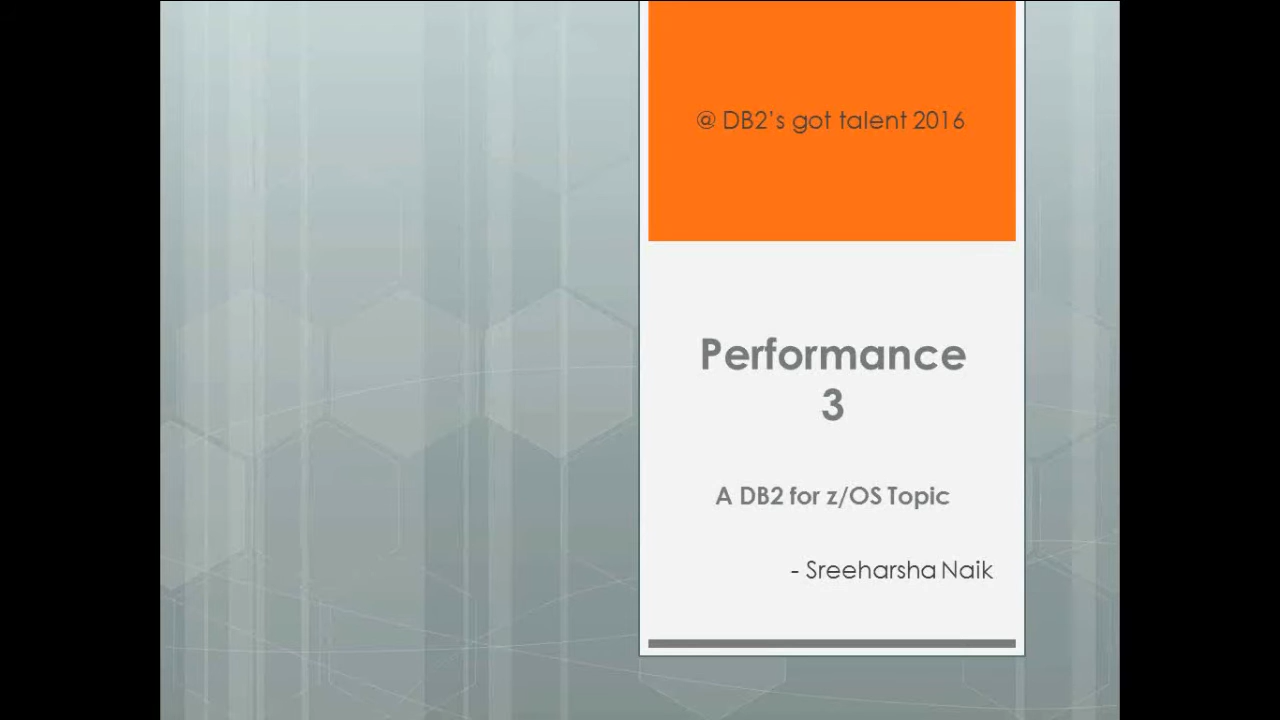 @ DB2's got talent 2016
Performance
3
A DB2 for z/OS Topic
- Sreeharsha Naik